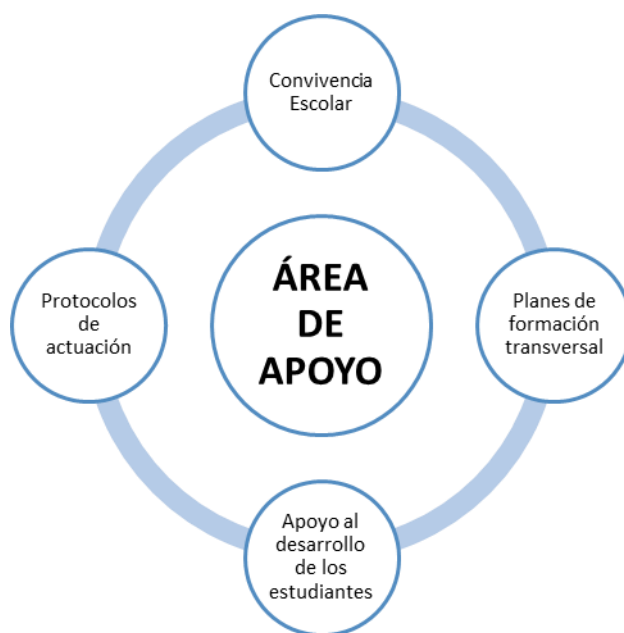 Convivencia
Escolar
ÁREA
DE
APOYO
Protocolos
de
actuación
Planes de
formación
transversal
Apoyo al
desarrollo
de los
estudiantes